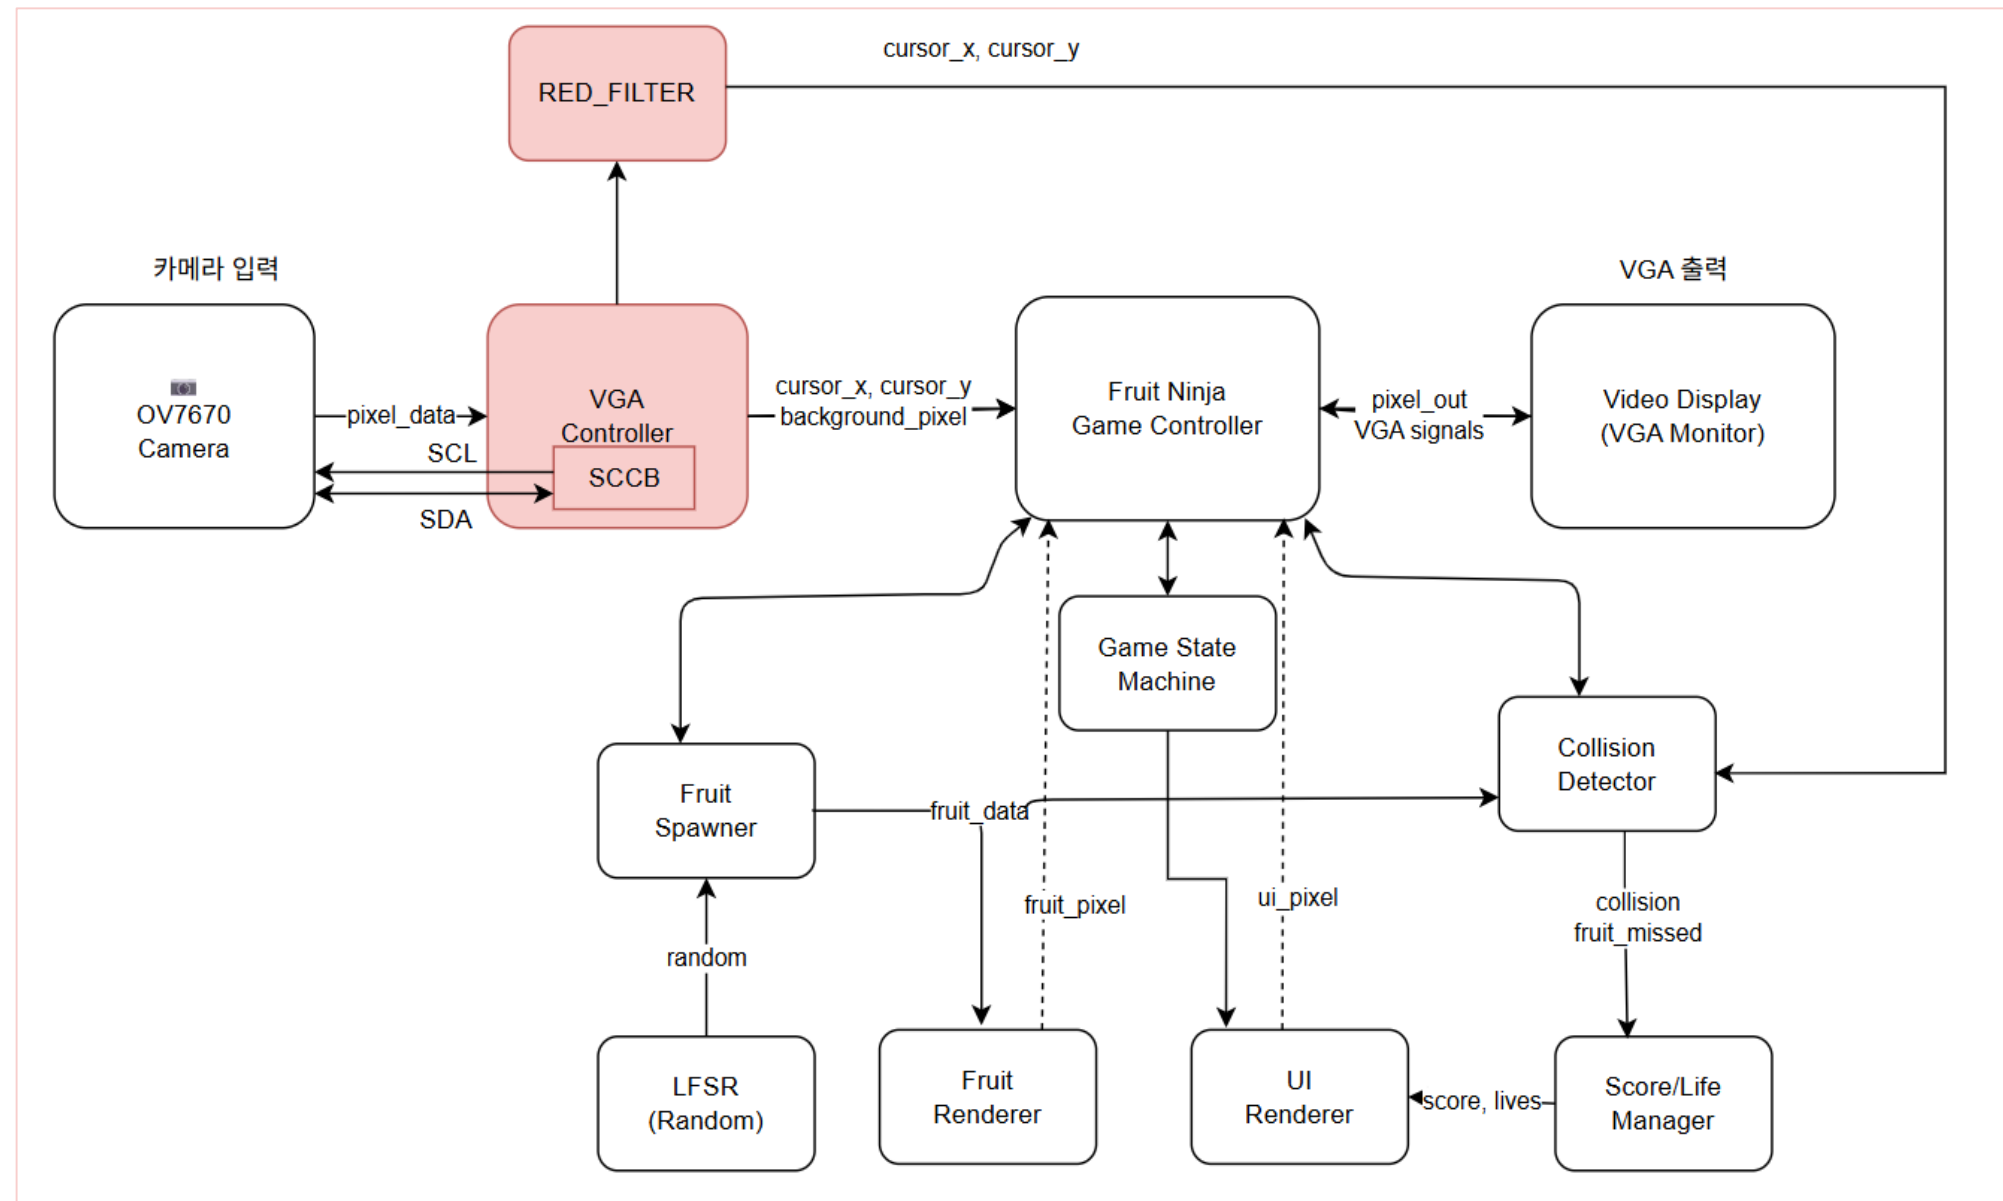 cursor_x, cursor_y
RED_FILTER
카메라 입력
VGA 출력
OV7670
Camera
pixel_data
SCL
SDA
VGA
Controller
SCCB
cursor_x, cursor_y
background_pixel
Fruit Ninja
Game Controller
pixel_out
VGA signals
Video Display
(VGA Monitor)
Game State
Machine
Collision
Detector
Fruit
Spawner
fruit_data
fruit_pixel
ui_pixel
collision
fruit_missed
random
LFSR
(Random)
Fruit
Renderer
UI
Renderer
score, lives
Score/Life
Manager